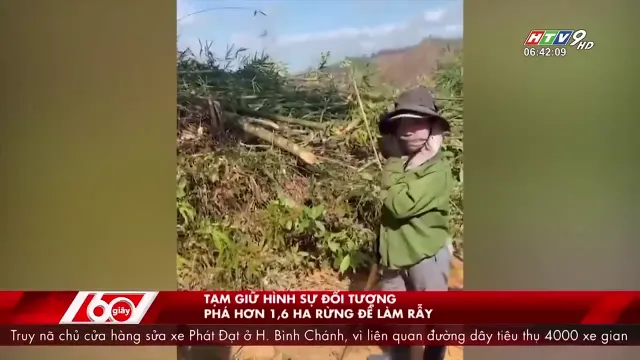 HTV9HD
06:42:09
60 giây
TẠM GIỮ HÌNH SỰ ĐỐI TƯỢNG
PHÁ HƠN 1,6 HA RỪNG ĐỂ LÀM RẪY
Truy nã chủ cửa hàng sửa xe Phát Đạt ở H. Bình Chánh, vì liên quan đường dây tiêu thụ 4000 xe gian